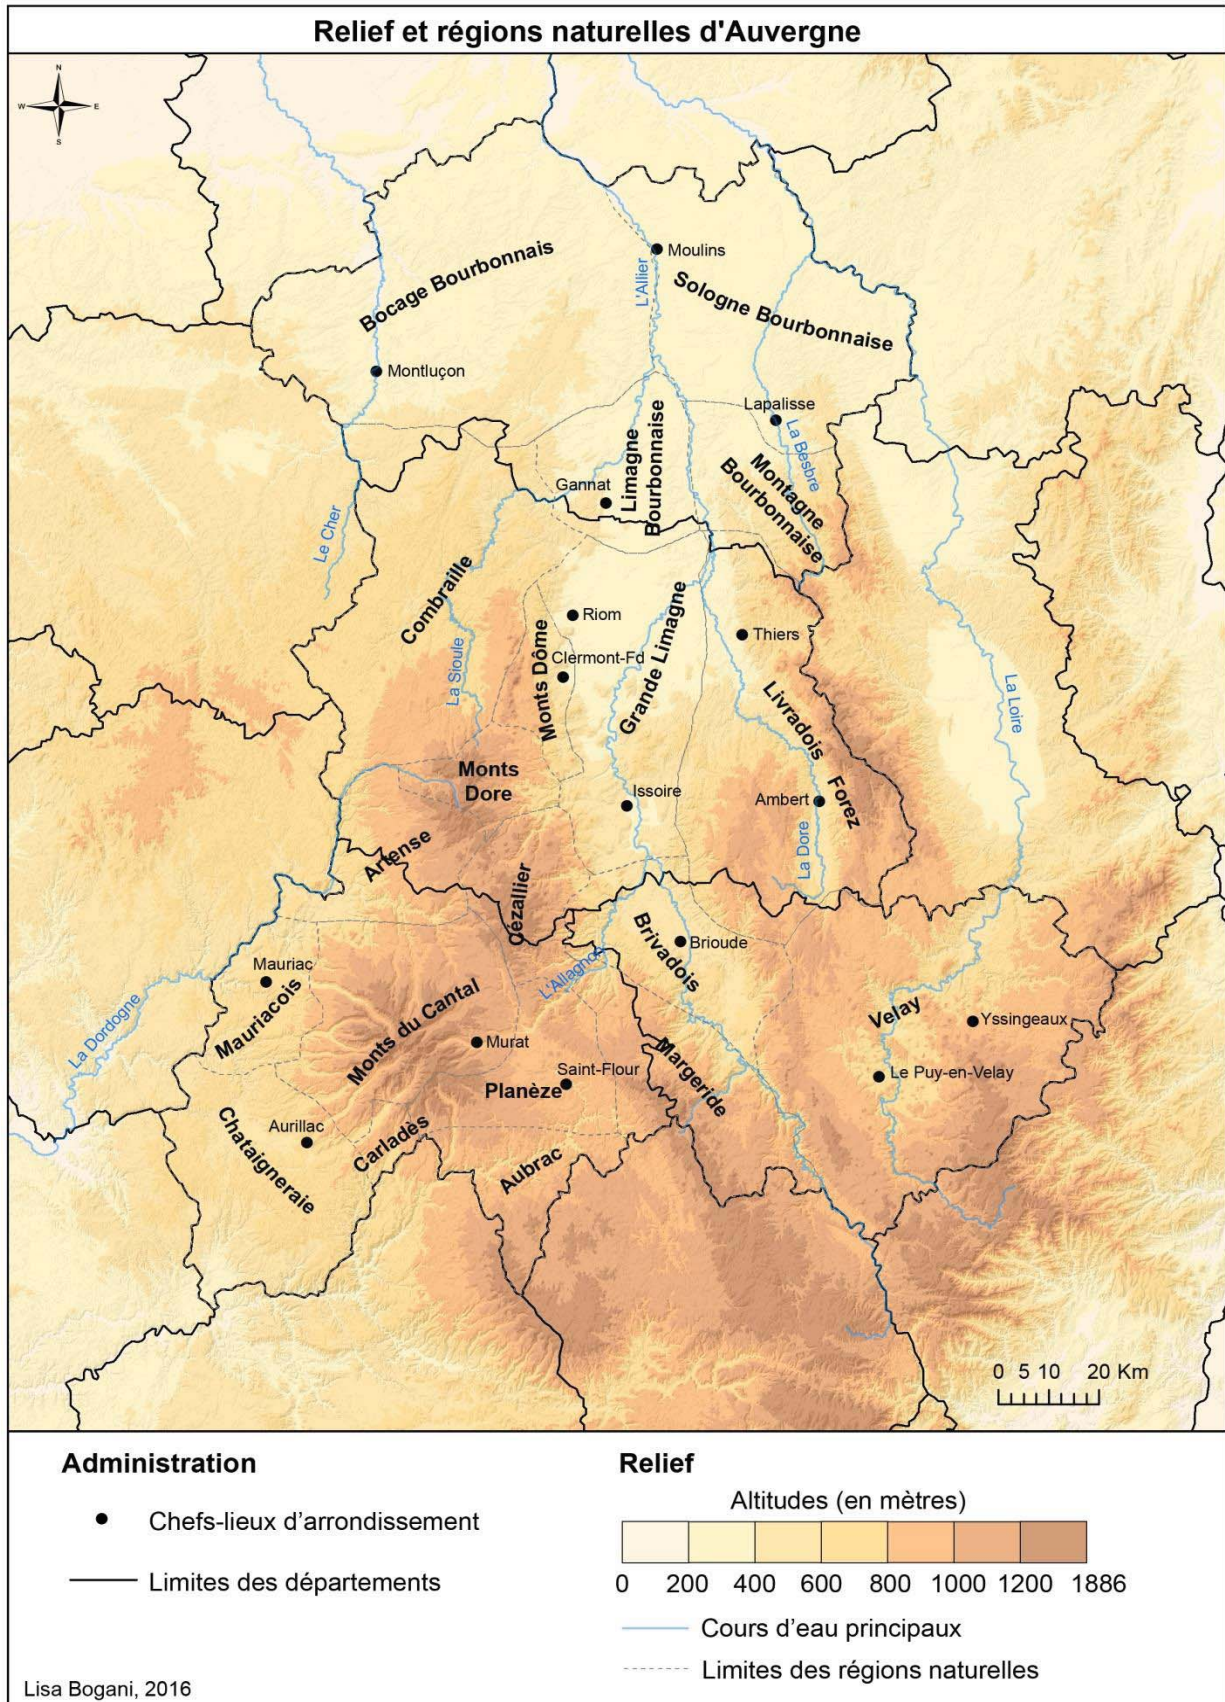 Relief et régions naturelles d'Auvergne
N
W
E
S
Moulins
L'Allier
Bocage Bourbonnais
Sologne Bourbonnaise
Montluçon
Lapalisse
La Besbre
Limagne
Bourbonnaise
Montagne
Bourbonnaise
Gannat
Le Cher
Combraille
Riom
Thiers
Clermont-Fd
Monts Dôme
Grande Limagne
La Sioule
Livradois
Forez
La Loire
Monts
Dore
Issoire
Ambert
La Dore
Artense
Cézallier
Brivadois
Brioude
L'Allagnon
Mauriac
Mauriacois
La Dordogne
Monts du Cantal
Murat
Velay
Yssingeaux
Margeride
Saint-Flour
Planèze
Le Puy-en-Velay
Aurillac
Chataigneraie
Carladès
Aubrac
0 5 10 20 Km
Administration
Chefs-lieux d'arrondissement
Limites des départements
Relief
Altitudes (en mètres)
0 200 400 600 800 1000 1200 1886
Cours d'eau principaux
Limites des régions naturelles
Lisa Bogani, 2016